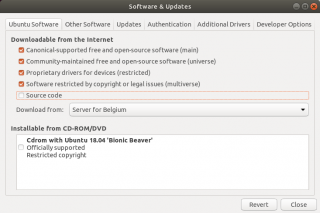 Software & Updates
Ubuntu Software Other Software Updates Authentication Additional Drivers Developer Options
Downloadable from the Internet
Canonical-supported free and open-source software (main)
Community-maintained free and open-source software (universe)
Proprietary drivers for devices (restricted)
Software restricted by copyright or legal issues (multiverse)
Source code
Download from: Server for Belgium
Installable from CD-ROM/DVD
Cdrom with Ubuntu 18.04 'Bionic Beaver'
Officially supported
Restricted copyright
Revert Close